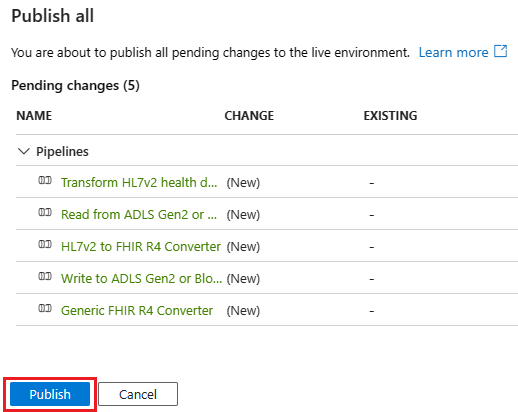 Publish all
You are about to publish all pending changes to the live environment. Learn more
Pending changes (5)
NAME CHANGE EXISTING
Pipelines
Transform HL7v2 health d... (New) -
Read from ADLS Gen2 or ... (New) -
HL7v2 to FHIR R4 Converter (New) -
Write to ADLS Gen2 or Blo... (New) -
Generic FHIR R4 Converter (New) -
Publish Cancel